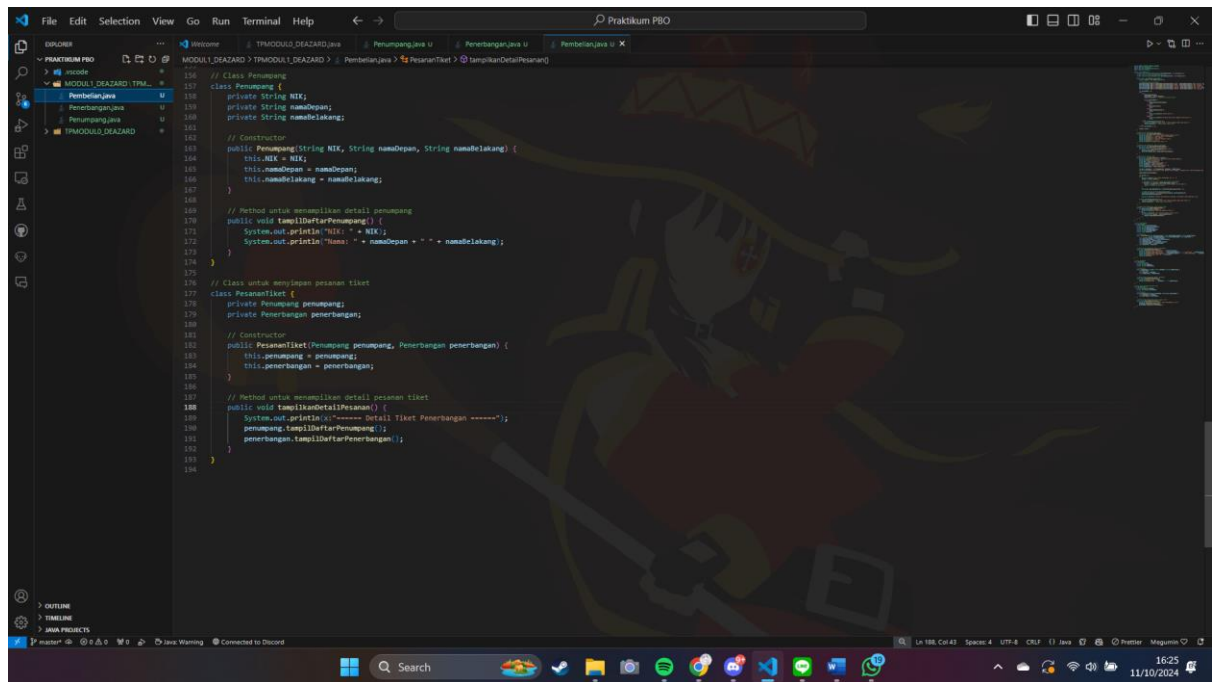 File Edit Selection View Go Run Terminal Help
Praktikum PBO
EXPLORER
PRAKTIKUM PBO
.vscode
MODUL1_DEAZARD \ TPM...
Pembelian.java U
Penerbangan.java U
Penumpang.java U
TPMODUL0_DEAZARD
OUTLINE
TIMELINE
JAVA PROJECTS
Welcome TPMODUL0_DEAZARD.java Penumpang.java U Penerbangan.java U Pembelian.java U
MODUL1_DEAZARD > TPMODUL1_DEAZARD > Pembelian.java > PesananTiket > tampilkanDetailPesanan()
156 // Class Penumpang
157 class Penumpang {
158 private String NIK;
159 private String namaDepan;
160 private String namaBelakang;
161
162 // Constructor
163 public Penumpang(String NIK, String namaDepan, String namaBelakang) {
164 this.NIK = NIK;
165 this.namaDepan = namaDepan;
166 this.namaBelakang = namaBelakang;
167 }
168
169 // Method untuk menampilkan detail penumpang
170 public void tampilDaftarPenumpang() {
171 System.out.println("NIK: " + NIK);
172 System.out.println("Nama: " + namaDepan + " " + namaBelakang);
173 }
174 }
175
176 // Class untuk menyimpan pesanan tiket
177 class PesananTiket {
178 private Penumpang penumpang;
179 private Penerbangan penerbangan;
180
181 // Constructor
182 public PesananTiket(Penumpang penumpang, Penerbangan penerbangan) {
183 this.penumpang = penumpang;
184 this.penerbangan = penerbangan;
185 }
186
187 // Method untuk menampilkan detail pesanan tiket
188 public void tampilkanDetailPesanan() {
189 System.out.println(x:"====== Detail Tiket Penerbangan ======");
190 penumpang.tampilDaftarPenumpang();
191 penerbangan.tampilDaftarPenerbangan();
192 }
193 }
194
master* 0 0 0 Java: Warning Connected to Discord
Ln 188, Col 43 Spaces: 4 UTF-8 CRLF {} Java Prettier Megumin
Search
19
16:25
11/10/2024